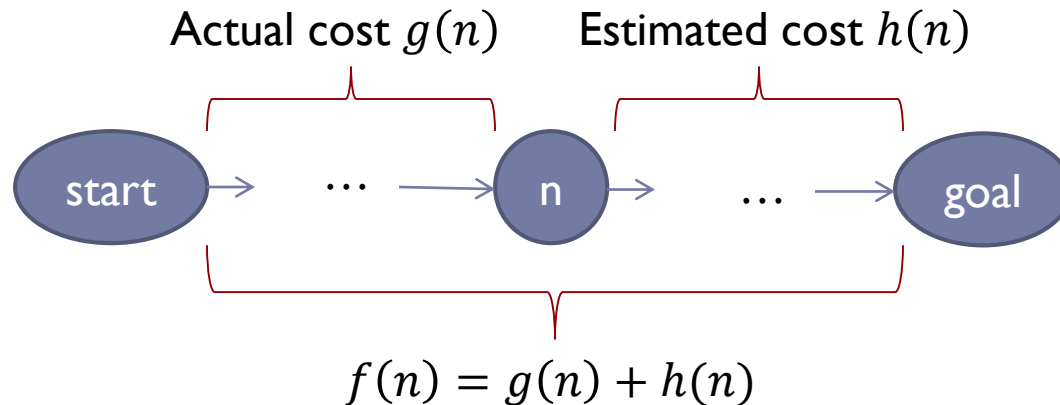 Actual cost 𝑔(𝑛) Estimated cost ℎ(𝑛)
start … n … goal
𝑓(𝑛) = 𝑔(𝑛) + ℎ(𝑛)